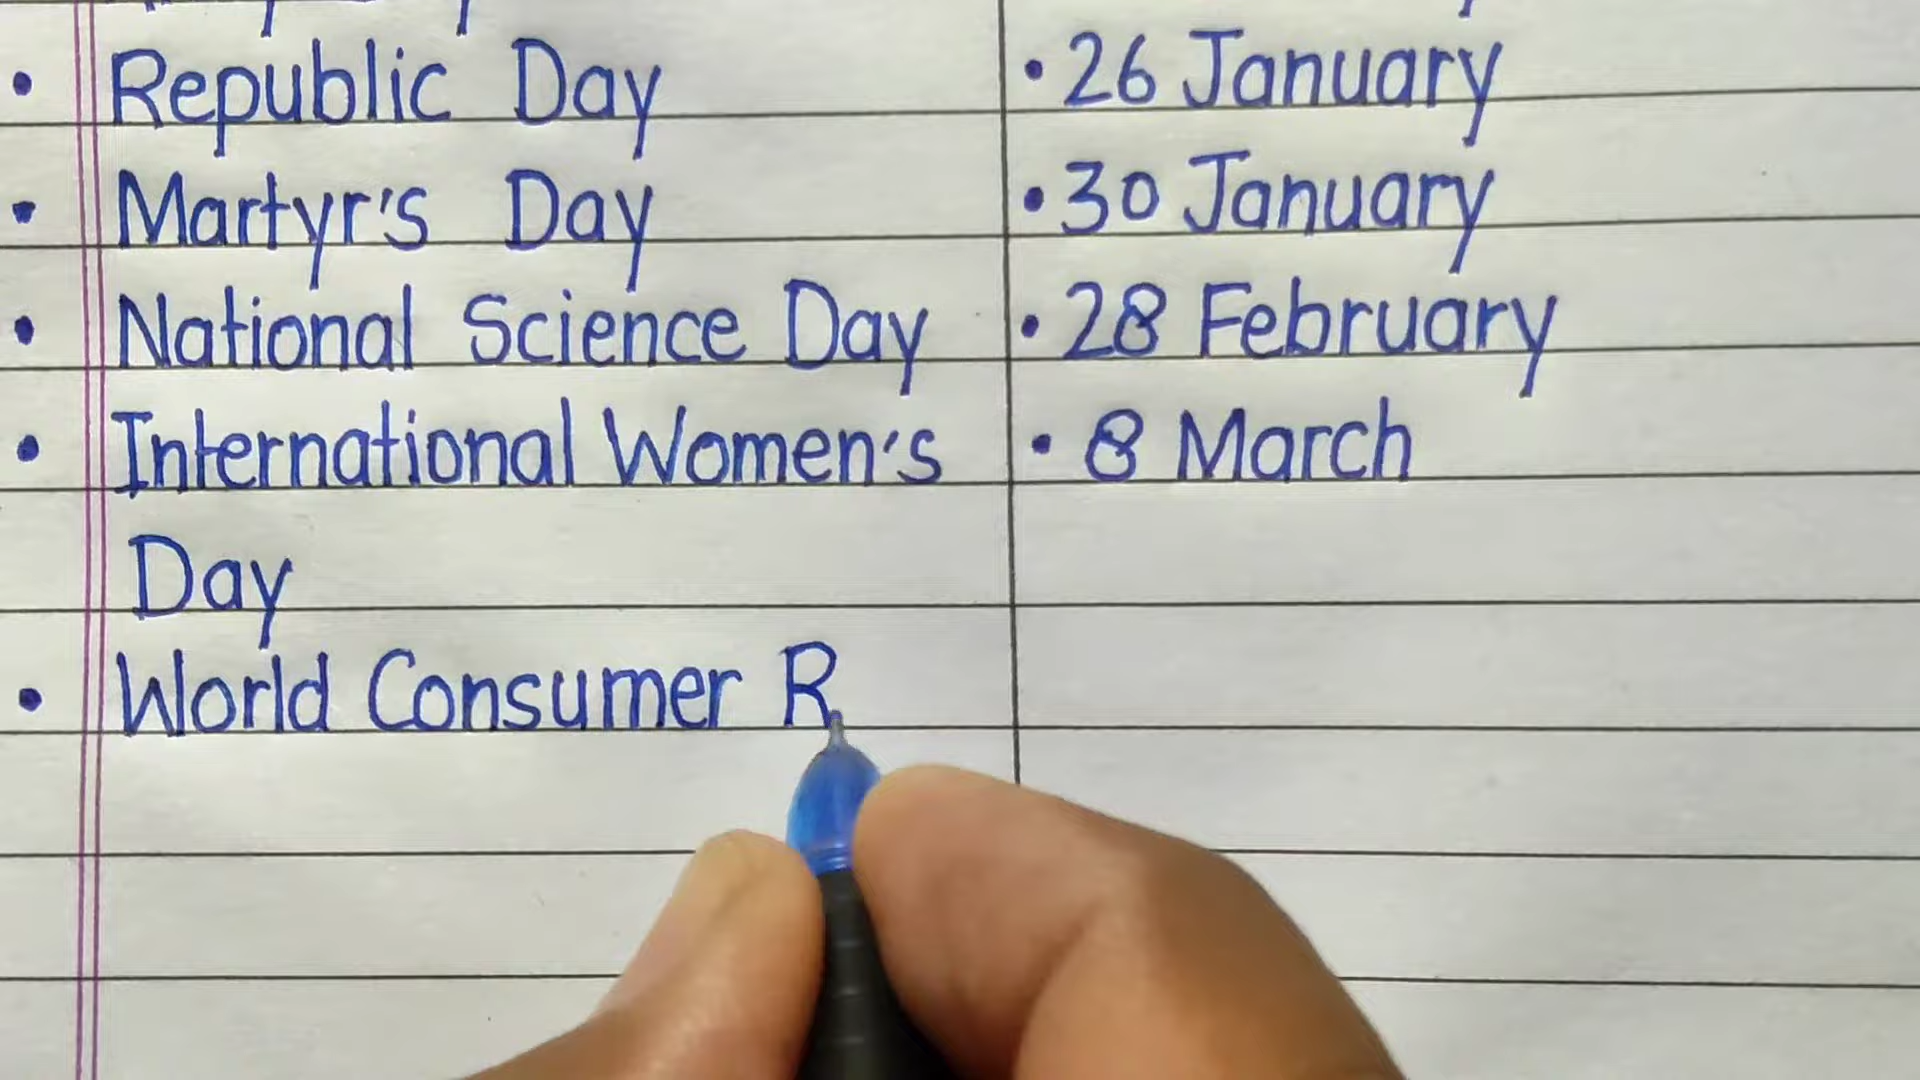 • Republic Day • 26 January
• Martyr's Day • 30 January
• National Science Day • 28 February
• International Women's • 8 March
Day
• World Consumer R